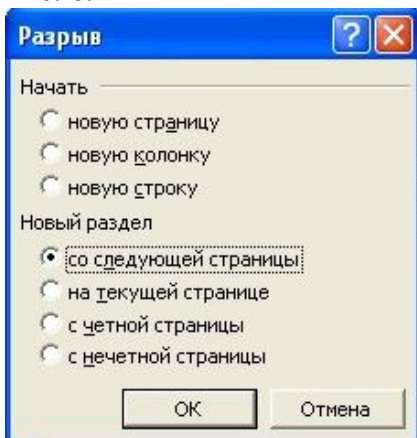 Разрыв
Начать
новую страницу
новую колонку
новую строку
Новый раздел
со следующей страницы
на текущей странице
с четной страницы
с нечетной страницы
ОК Отмена